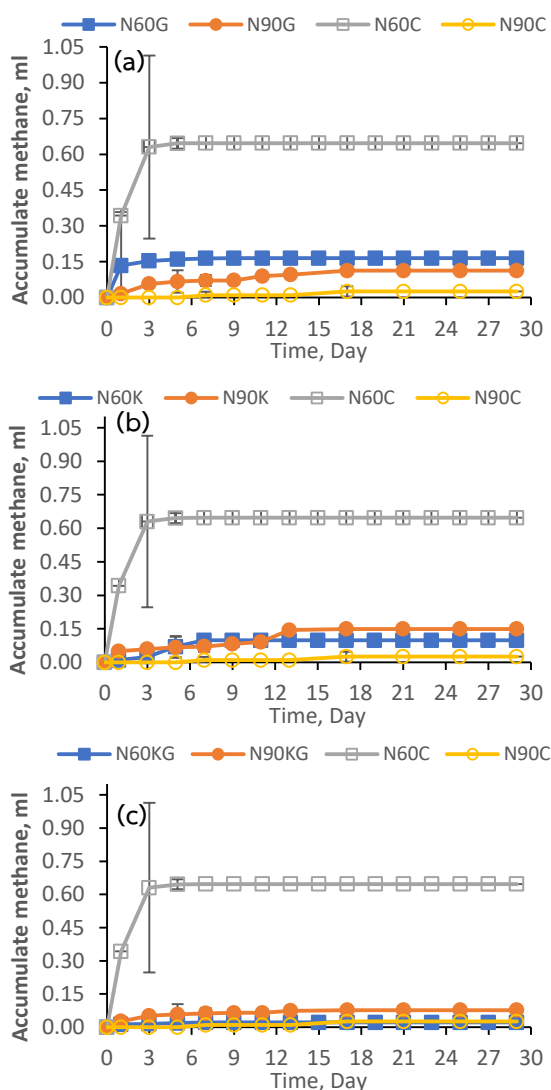 N60G N90G N60C N90C
(a)
Accumulate methane, ml
1.05
0.90
0.75
0.60
0.45
0.30
0.15
0.00
0 3 6 9 12 15 18 21 24 27 30
Time, Day
N60K N90K N60C N90C
(b)
Accumulate methane, ml
1.05
0.90
0.75
0.60
0.45
0.30
0.15
0.00
0 3 6 9 12 15 18 21 24 27 30
Time, Day
N60KG N90KG N60C N90C
(c)
Accumulate methane, ml
1.05
0.90
0.75
0.60
0.45
0.30
0.15
0.00
0 3 6 9 12 15 18 21 24 27 30
Time, Day